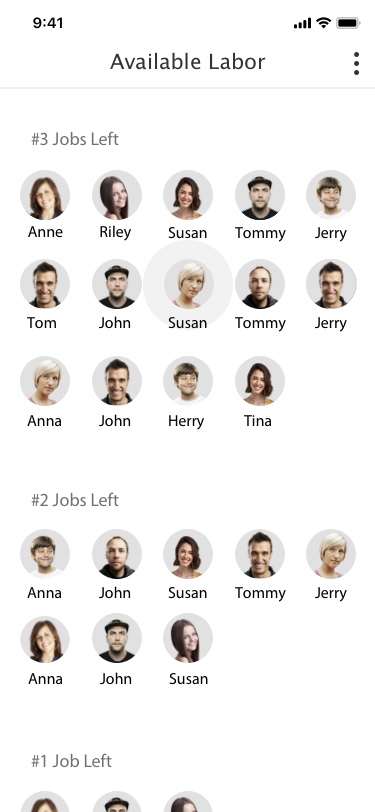 9:41
Available Labor
#3 Jobs Left
Anne Riley Susan Tommy Jerry
Tom John Susan Tommy Jerry
Anna John Herry Tina
#2 Jobs Left
Anna John Susan Tommy Jerry
Anna John Susan
#1 Job Left